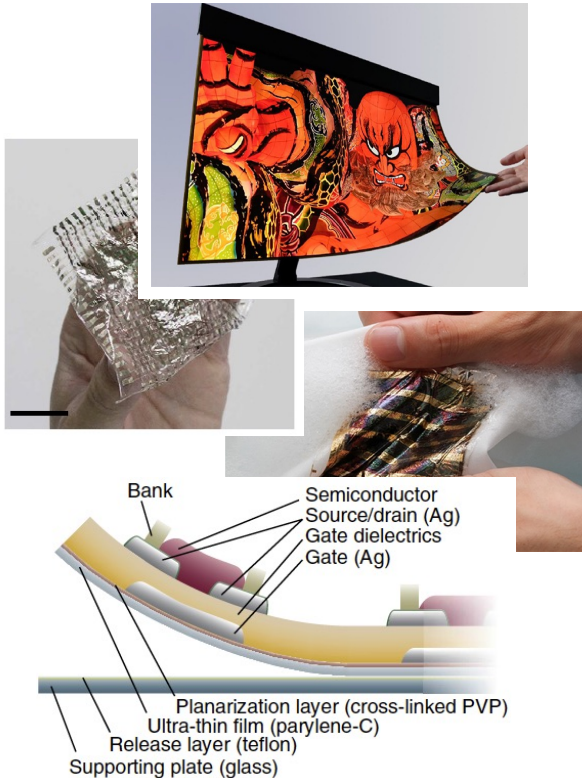 Bank
Semiconductor
Source/drain (Ag)
Gate dielectrics
Gate (Ag)
Planarization layer (cross-linked PVP)
Ultra-thin film (parylene-C)
Release layer (teflon)
Supporting plate (glass)